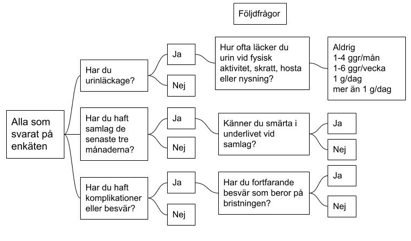 Följdfrågor
Alla som
svarat på
enkäten
Har du
urinläckage?
Ja
Nej
Hur ofta läcker du
urin vid fysisk
aktivitet, skratt, hosta
eller nysning?
Aldrig
1-4 ggr/mån
1-6 ggr/vecka
1 g/dag
mer än 1 g/dag
Har du haft
samlag de
senaste tre
månaderna?
Ja
Nej
Känner du smärta i
underlivet vid
samlag?
Ja
Nej
Har du haft
komplikationer
eller besvär?
Ja
Nej
Har du fortfarande
besvär som beror på
bristningen?
Ja
Nej